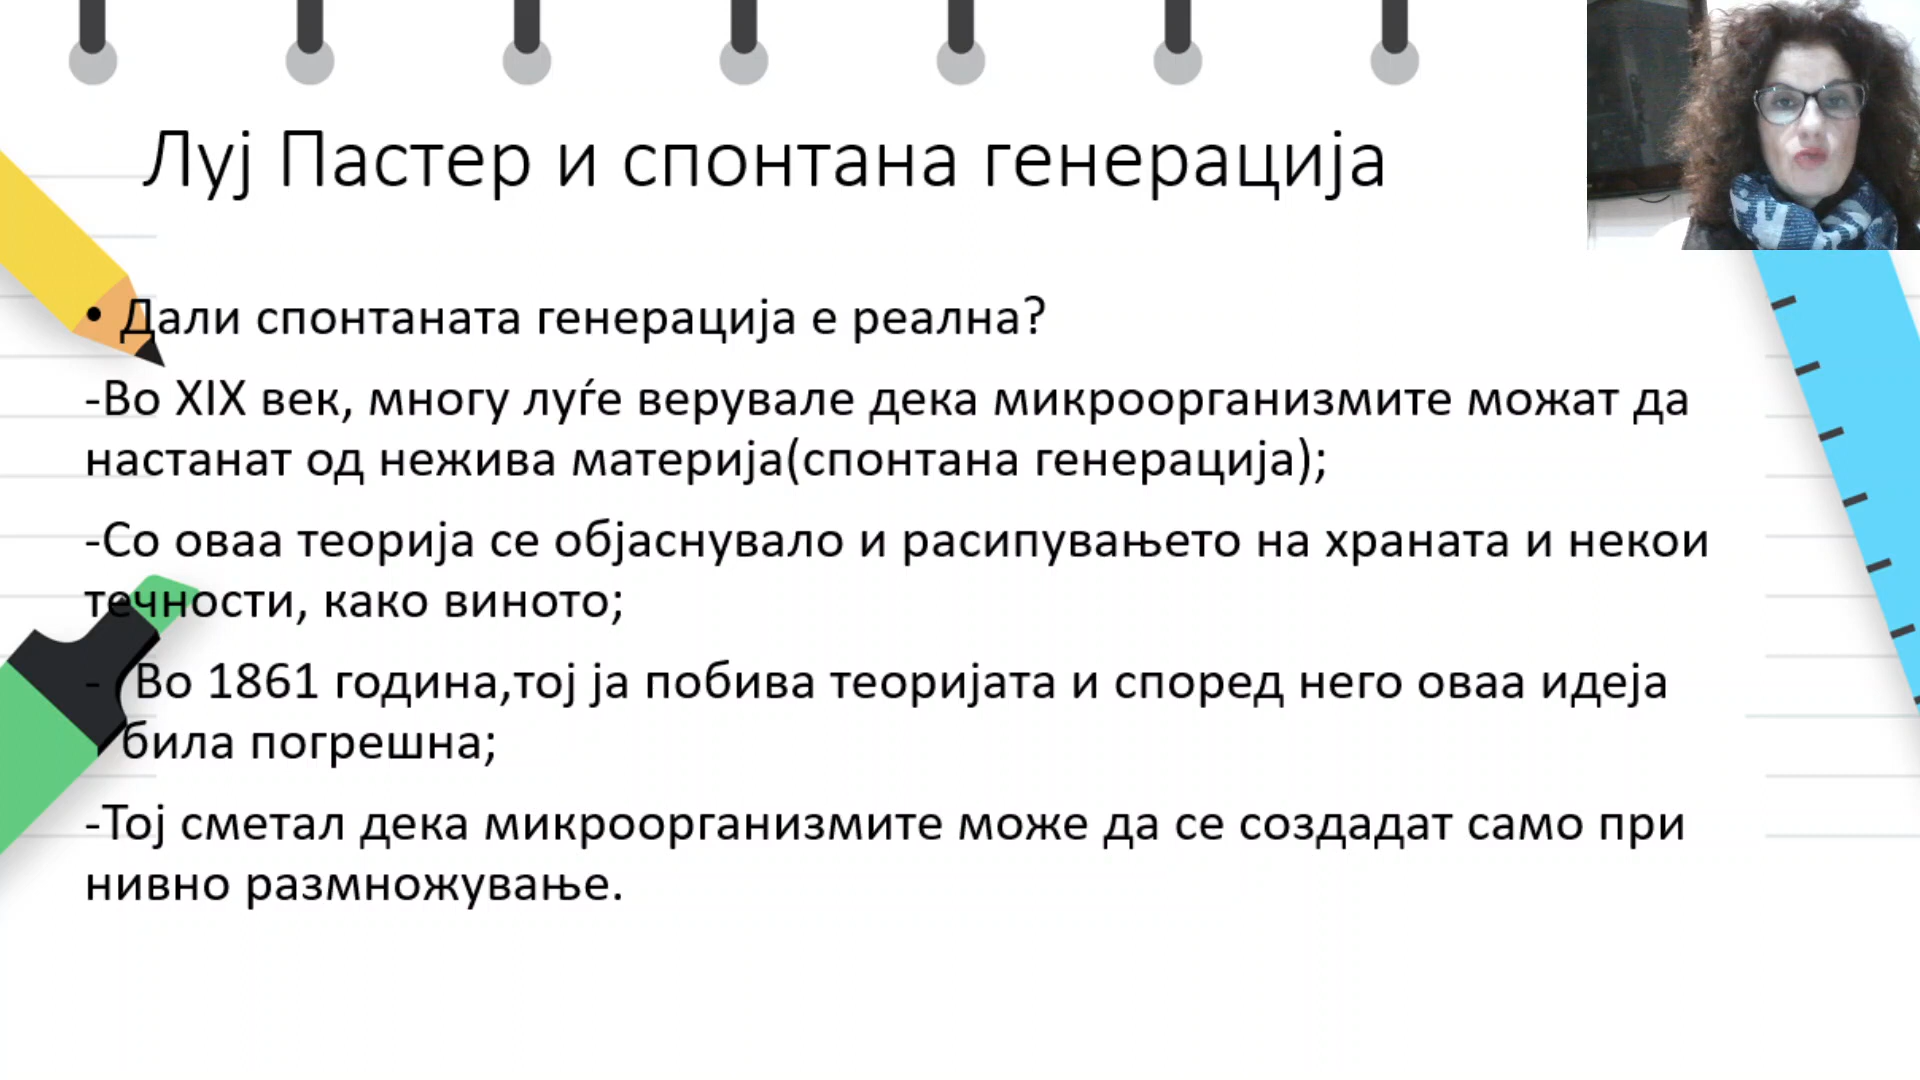 Луј Пастер и спонтана генерација
• Дали спонтаната генерација е реална?
-Во XIX век, многу луѓе верувале дека микроорганизмите можат да
настанат од нежива материја(спонтана генерација);
-Со оваа теорија се објаснувало и расипувањето на храната и некои
течности, како виното;
- Во 1861 година,тој ја побива теоријата и според него оваа идеја
била погрешна;
-Тој сметал дека микроорганизмите може да се создадат само при
нивно размножување.